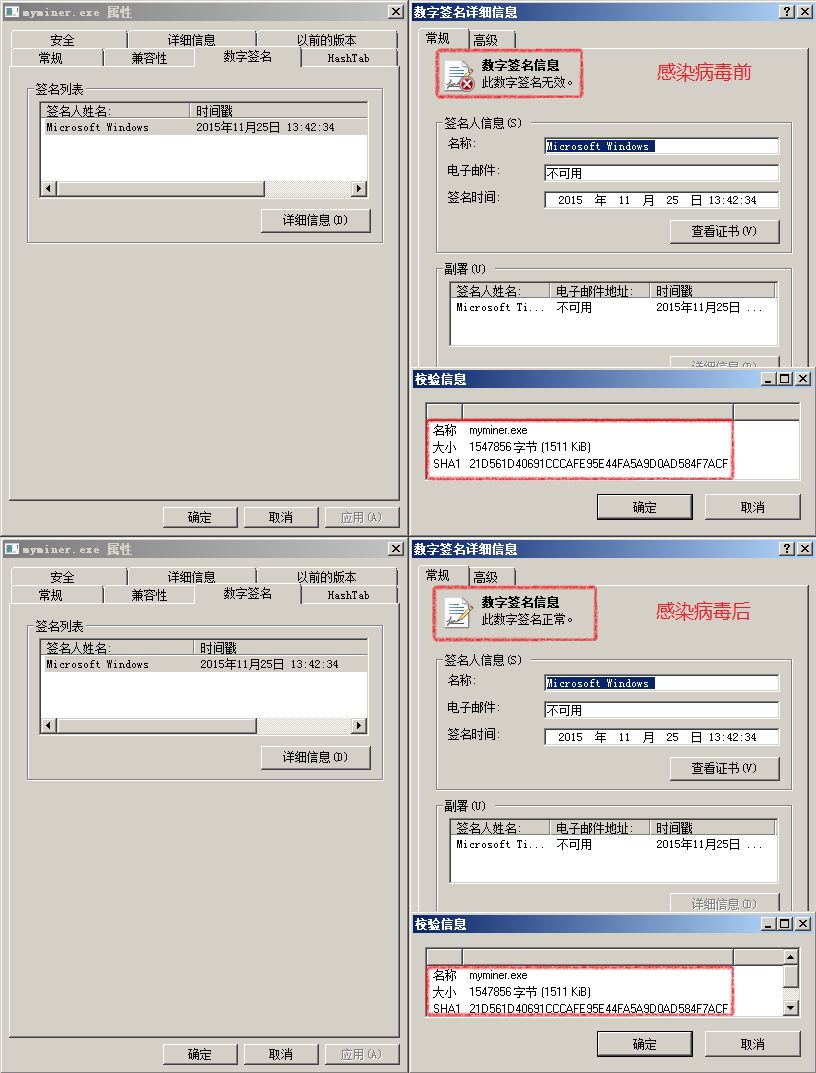 myminer.exe 属性
安全 详细信息 以前的版本
常规 兼容性 数字签名 HashTab
签名列表
签名人姓名: 时间戳
Microsoft Windows 2015年11月25日 13:42:34
详细信息(D)
确定 取消 应用(A)
数字签名详细信息
常规 高级
数字签名信息
此数字签名无效。
感染病毒前
签名人信息(S)
名称: Microsoft Windows
电子邮件: 不可用
签名时间: 2015 年 11 月 25 日 13:42:34
查看证书(V)
副署(U)
签名人姓名: 电子邮件地址: 时间戳
Microsoft Ti... 不可用 2015年11月25日 ...
详细信息(D)
校验信息
名称 myminer.exe
大小 1547856 字节 (1511 KiB)
SHA1 21D561D40691CCCAFE95E44FA5A9D0AD584F7ACF
确定 取消
myminer.exe 属性
安全 详细信息 以前的版本
常规 兼容性 数字签名 HashTab
签名列表
签名人姓名: 时间戳
Microsoft Windows 2015年11月25日 13:42:34
详细信息(D)
确定 取消 应用(A)
数字签名详细信息
常规 高级
数字签名信息
此数字签名正常。
感染病毒后
签名人信息(S)
名称: Microsoft Windows
电子邮件: 不可用
签名时间: 2015 年 11 月 25 日 13:42:34
查看证书(V)
副署(U)
签名人姓名: 电子邮件地址: 时间戳
Microsoft Ti... 不可用 2015年11月25日 ...
详细信息(D)
校验信息
名称 myminer.exe
大小 1547856 字节 (1511 KiB)
SHA1 21D561D40691CCCAFE95E44FA5A9D0AD584F7ACF
确定 取消